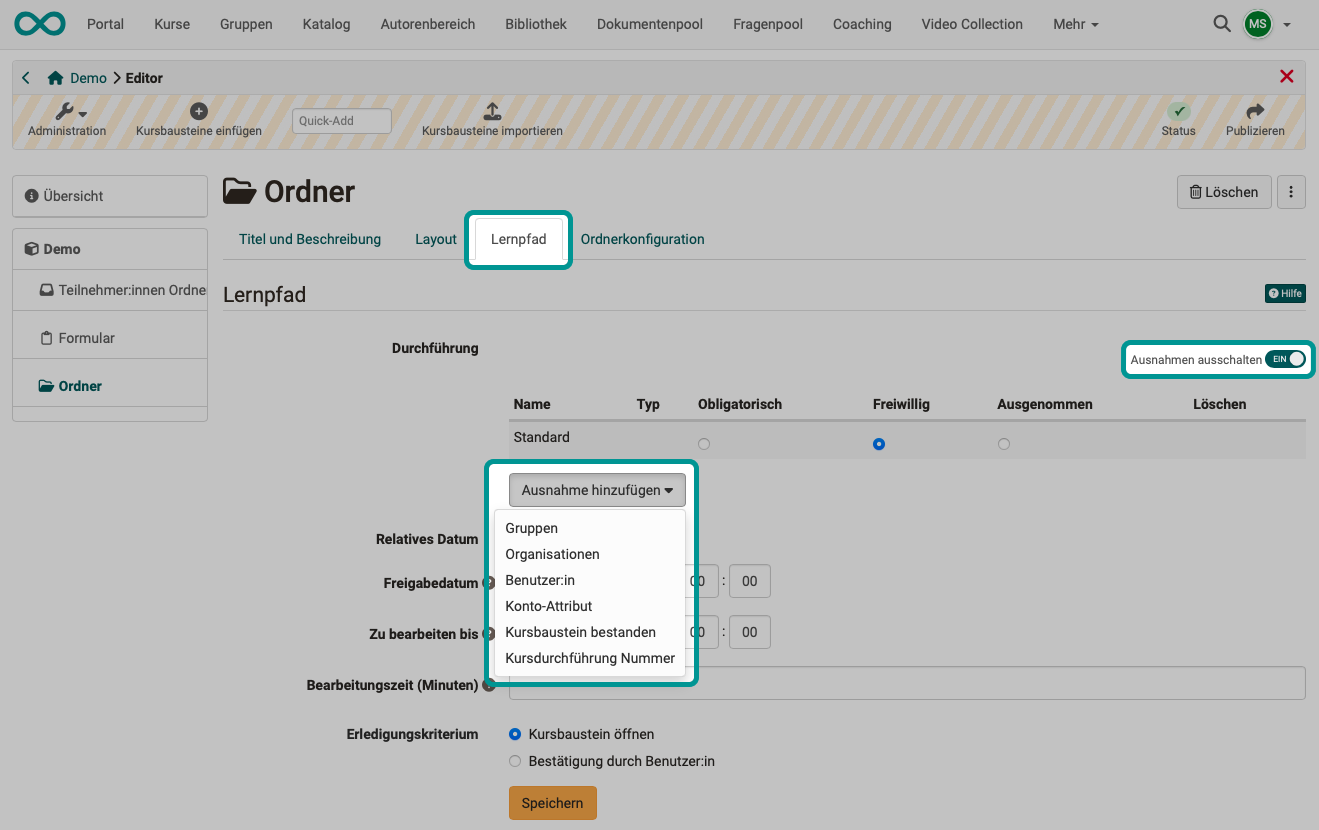 Portal Kurse Gruppen Katalog Autorenbereich Bibliothek Dokumentenpool Fragenpool Coaching Video Collection Mehr MS
Demo Editor
Administration Kursbausteine einfügen Quick-Add Kursbausteine importieren Status Publizieren
Übersicht
Demo
Teilnehmer:innen Ordne
Formular
Ordner
Ordner Löschen
Titel und Beschreibung Layout Lernpfad Ordnerkonfiguration
Lernpfad Hilfe
Durchführung
Ausnahmen ausschalten EIN
Name Typ Obligatorisch Freiwillig Ausgenommen Löschen
Standard
Ausnahme hinzufügen
Gruppen
Organisationen
Benutzer:in
Konto-Attribut
Kursbaustein bestanden
Kursdurchführung Nummer
Relatives Datum
Freigabedatum ? 00 : 00
Zu bearbeiten bis ? 00 : 00
Bearbeitungszeit (Minuten) ?
Erledigungskriterium Kursbaustein öffnen
Bestätigung durch Benutzer:in
Speichern